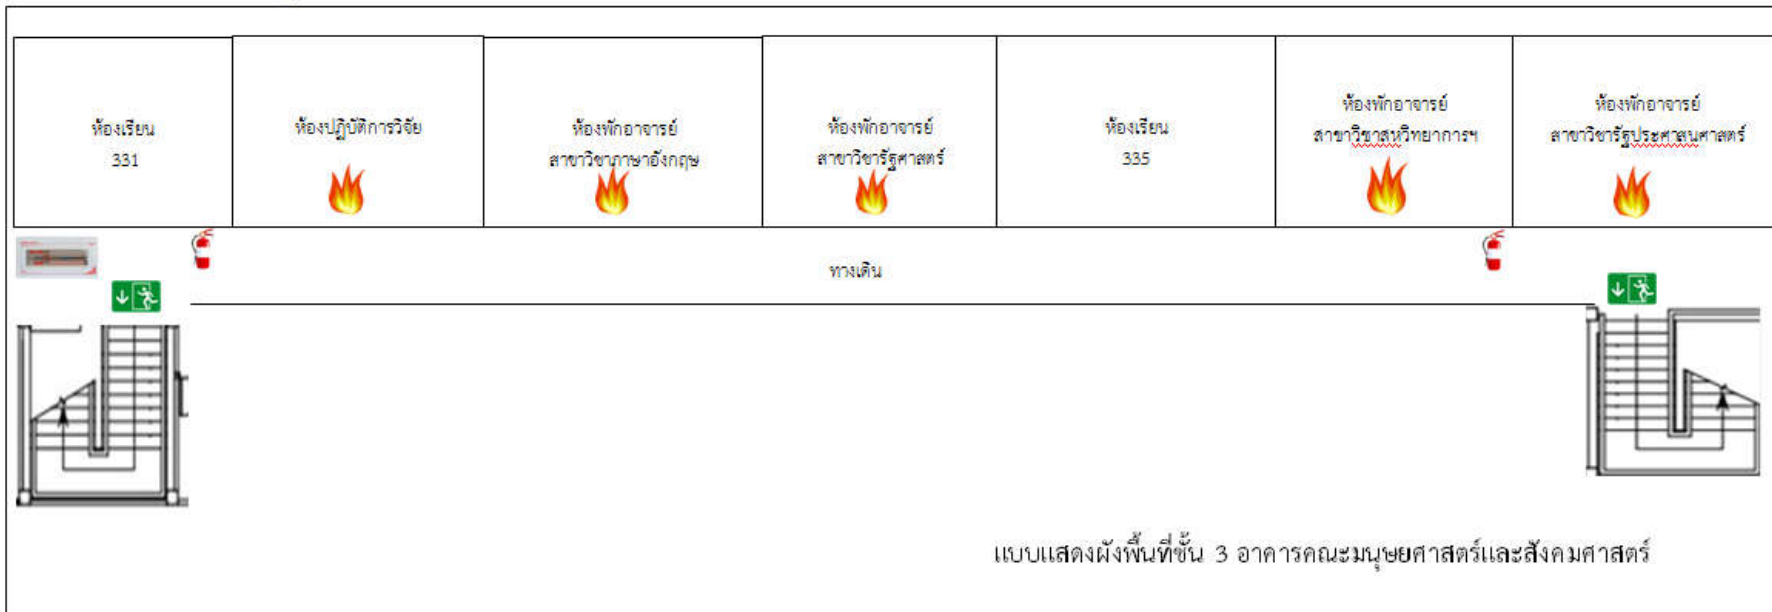 ห้องเรียน
331
ห้องปฏิบัติการวิจัย
ห้องพักอาจารย์
สาขาวิชาภาษาอังกฤษ
ห้องพักอาจารย์
สาขาวิชารัฐศาสตร์
ห้องเรียน
335
ห้องพักอาจารย์
สาขาวิชาสหวิทยาการฯ
ห้องพักอาจารย์
สาขาวิชารัฐประศาสนศาสตร์
ทางเดิน
แบบแสดงผังพื้นที่ชั้น 3 อาคารคณะมนุษยศาสตร์และสังคมศาสตร์